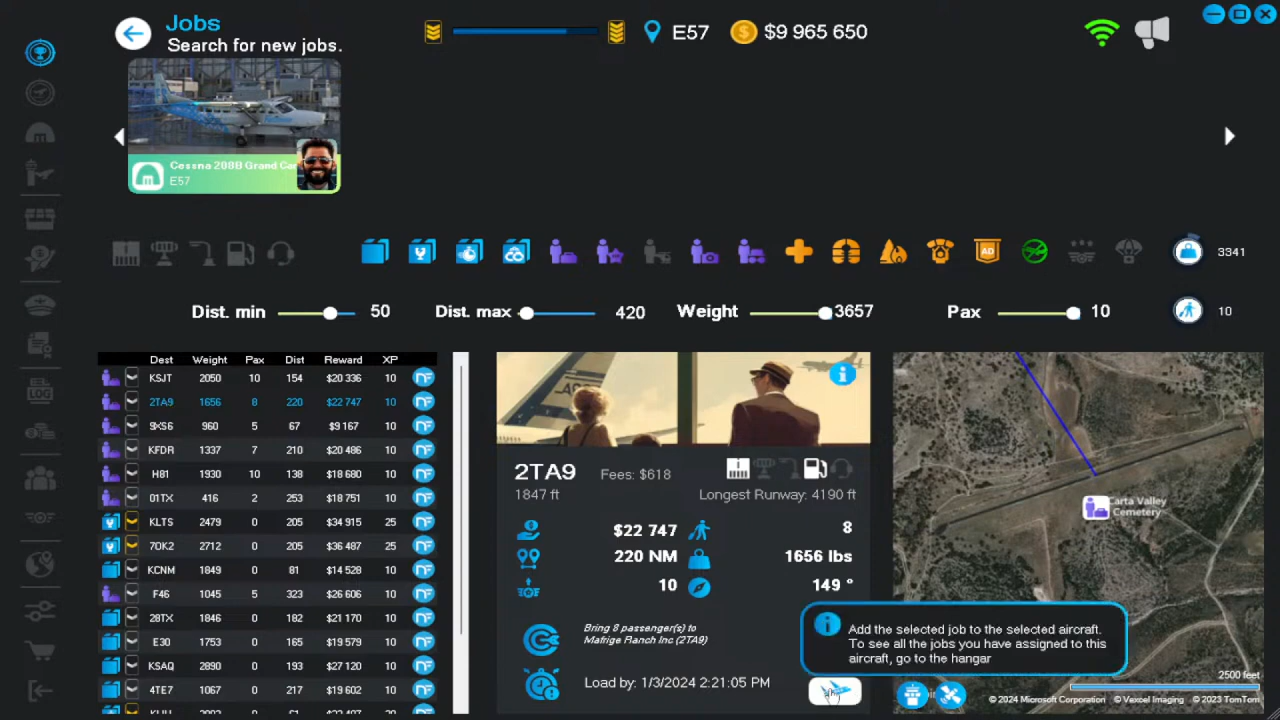 Jobs
Search for new jobs.
E57
$9 965 650
Cessna 208B Grand Car
E57
3341
Dist. min 50 Dist. max 420 Weight 3657 Pax 10
10
Dest Weight Pax Dist Reward XP
KSJT 2050 10 154 $20 336 10
2TA9 1656 8 220 $22 747 10
9XS6 960 5 67 $9 167 10
KFDR 1337 7 210 $20 486 10
H81 1930 10 138 $18 680 10
01TX 416 2 253 $18 751 10
KLTS 2479 0 205 $34 915 25
7OK2 2712 0 205 $36 487 25
KCNM 1849 0 81 $14 528 10
F46 1045 5 323 $26 606 10
28TX 1846 0 182 $21 170 10
E30 1753 0 165 $19 579 10
KSAQ 2890 0 193 $27 120 10
4TE7 1067 0 217 $19 602 10
2TA9 Fees: $618
1847 ft Longest Runway: 4190 ft
$22 747 8
220 NM 1656 lbs
10 149 °
Bring 8 passenger(s) to
Mafrige Ranch Inc (2TA9)
Load by: 1/3/2024 2:21:05 PM
Carta Valley
Cemetery
Add the selected job to the selected aircraft.
To see all the jobs you have assigned to this
aircraft, go to the hangar
2500 feet
© 2024 Microsoft Corporation © Vexcel Imaging © 2023 TomTom
AD
LOG